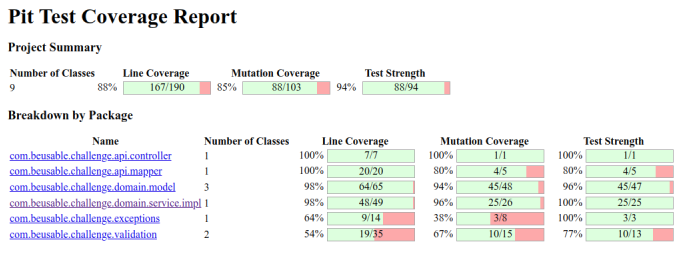 Pit Test Coverage Report
Project Summary
Number of Classes Line Coverage Mutation Coverage Test Strength
9 88% 167/190 85% 88/103 94% 88/94
Breakdown by Package
Name Number of Classes Line Coverage Mutation Coverage Test Strength
com.beusable.challenge.api.controller 1 100% 7/7 100% 1/1 100% 1/1
com.beusable.challenge.api.mapper 1 100% 20/20 80% 4/5 80% 4/5
com.beusable.challenge.domain.model 3 98% 64/65 94% 45/48 96% 45/47
com.beusable.challenge.domain.service.impl 1 98% 48/49 96% 25/26 100% 25/25
com.beusable.challenge.exceptions 1 64% 9/14 38% 3/8 100% 3/3
com.beusable.challenge.validation 2 54% 19/35 67% 10/15 77% 10/13